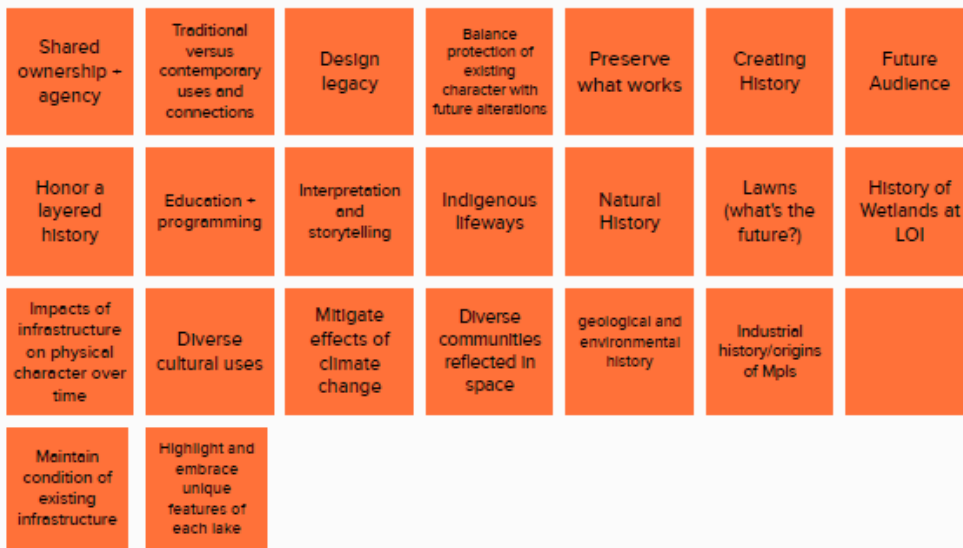 Shared
ownership +
agency
Traditional
versus
contemporary
uses and
connections
Design
legacy
Balance
protection of
existing
character with
future alterations
Preserve
what works
Creating
History
Future
Audience
Honor a
layered
history
Education +
programming
Interpretation
and
storytelling
Indigenous
lifeways
Natural
History
Lawns
(what's the
future?)
History of
Wetlands at
LOI
Impacts of
infrastructure
on physical
character over
time
Diverse
cultural uses
Mitigate
effects of
climate
change
Diverse
communities
reflected in
space
geological and
environmental
history
Industrial
history/origins
of Mpls
Maintain
condition of
existing
infrastructure
Highlight and
embrace
unique
features of
each lake